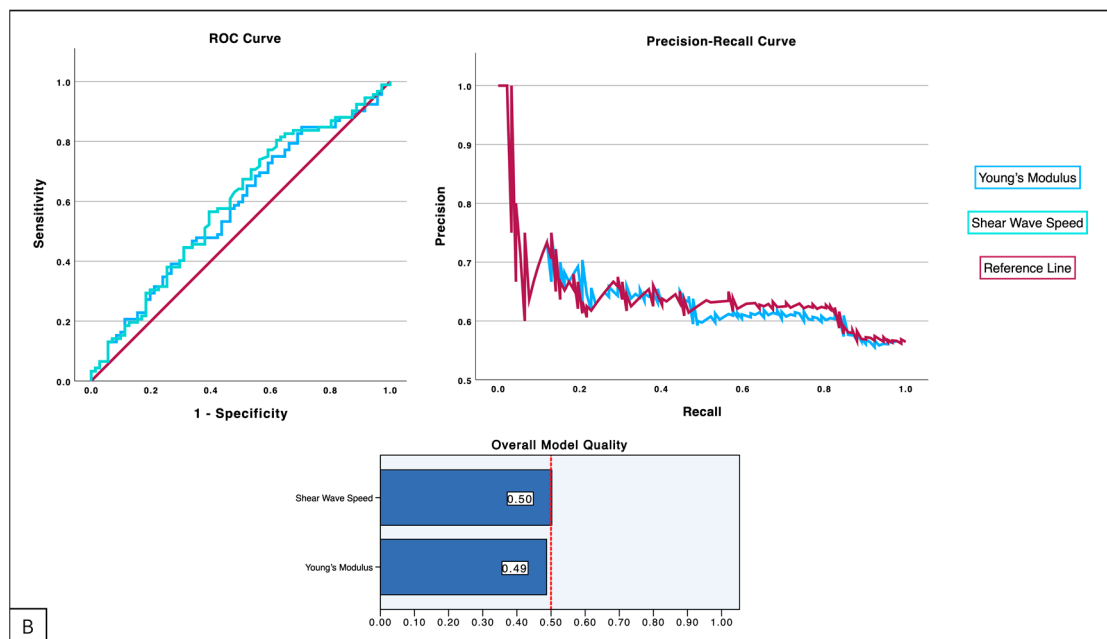 ROC Curve
1.0
0.8
0.6
0.4
0.2
0.0
0.0 0.2 0.4 0.6 0.8 1.0
Sensitivity
1 - Specificity
Precision-Recall Curve
1.0
0.9
0.8
0.7
0.6
0.5
0.0 0.2 0.4 0.6 0.8 1.0
Precision
Recall
Young's Modulus
Shear Wave Speed
Reference Line
Overall Model Quality
Shear Wave Speed
0.50
Young's Modulus
0.49
0.00 0.10 0.20 0.30 0.40 0.50 0.60 0.70 0.80 0.90 1.00
B